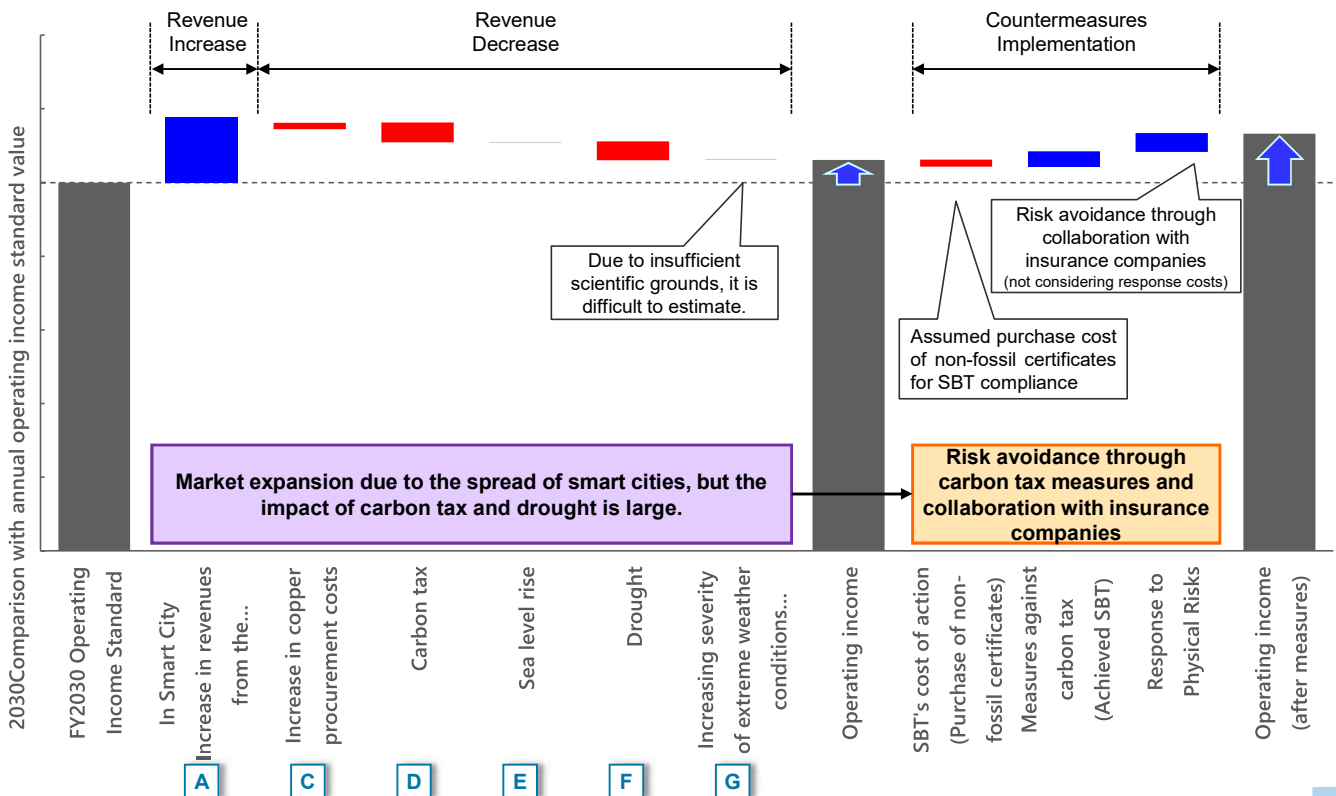 Revenue
Increase
Revenue
Decrease
Countermeasures
Implementation
2030Comparison with annual operating income standard value
Due to insufficient
scientific grounds, it is
difficult to estimate.
Risk avoidance through
collaboration with
insurance companies
(not considering response costs)
Assumed purchase cost
of non-fossil certificates
for SBT compliance
Market expansion due to the spread of smart cities, but the
impact of carbon tax and drought is large.
Risk avoidance through
carbon tax measures and
collaboration with insurance
companies
FY2030 Operating
Income Standard
In Smart City
Increase in revenues
from the...
Increase in copper
procurement costs
Carbon tax
Sea level rise
Drought
Increasing severity
of extreme weather
conditions...
Operating income
SBT's cost of action
(Purchase of non-
fossil certificates)
Measures against
carbon tax
(Achieved SBT)
Response to
Physical Risks
Operating income
(after measures)
A
C
D
E
F
G